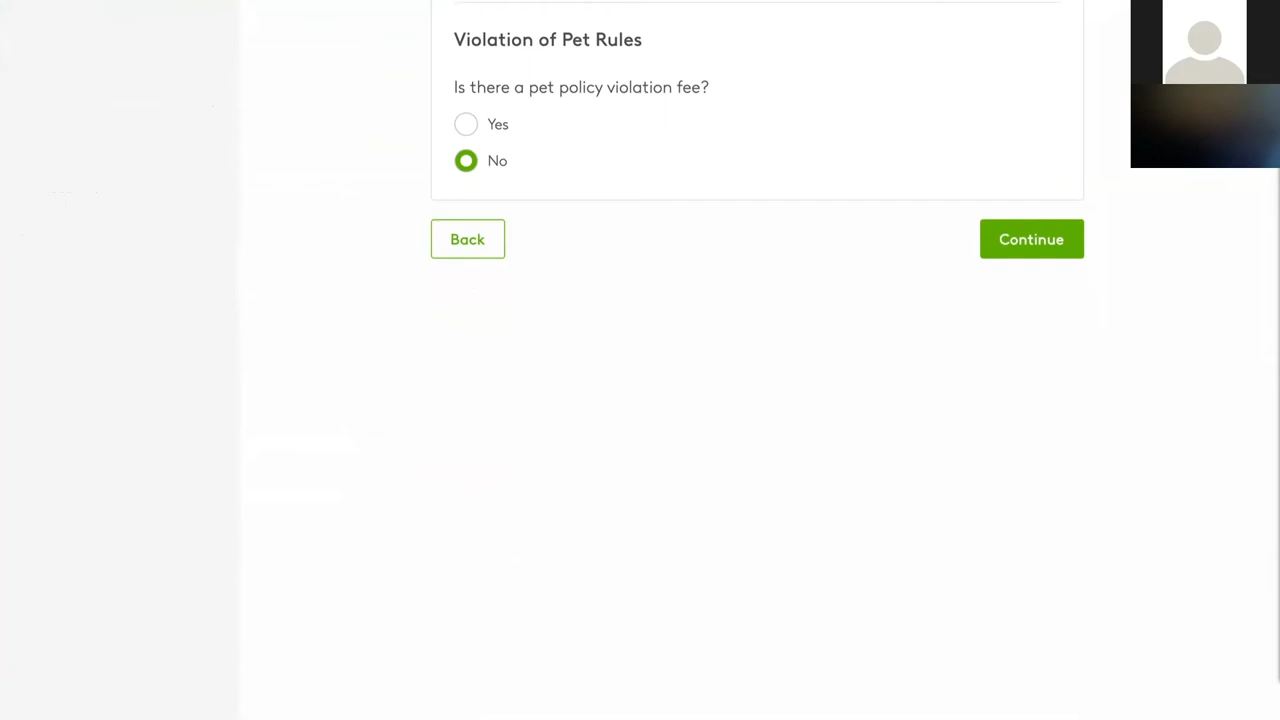 Violation of Pet Rules
Is there a pet policy violation fee?
Yes
No
Back
Continue